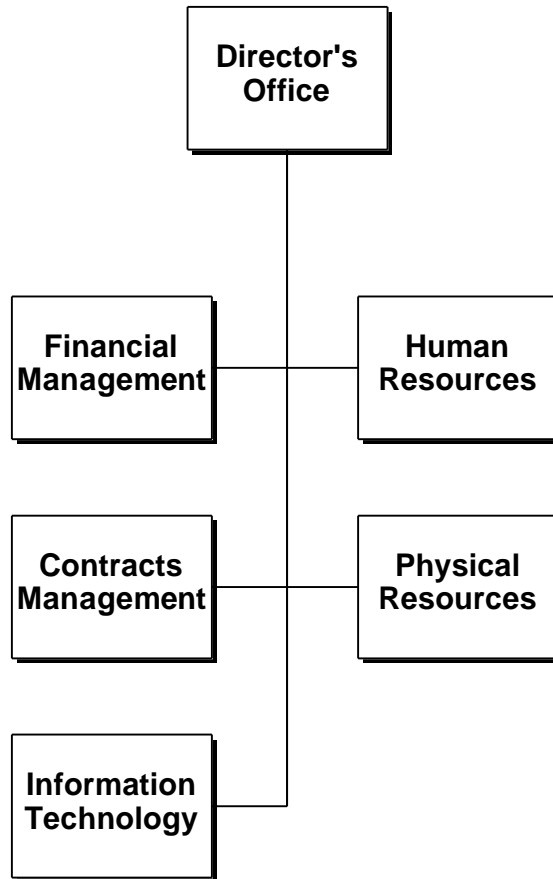 Director's
Office
Financial
Management
Human
Resources
Contracts
Management
Physical
Resources
Information
Technology